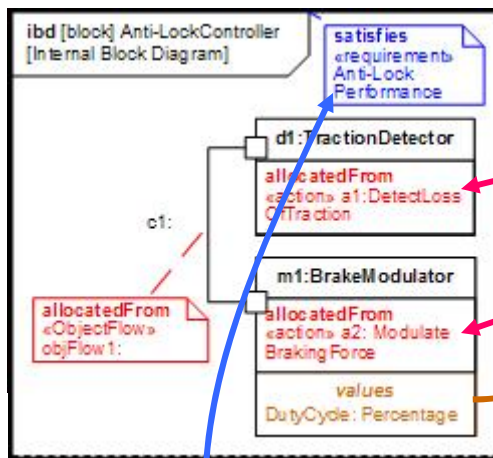 ibd [block] Anti-LockController
[Internal Block Diagram]
satisfies
«requirement»
Anti-Lock
Performance
d1:TractionDetector
allocatedFrom
«action» a1:DetectLoss
OfTraction
c1:
m1:BrakeModulator
allocatedFrom
«action» a2: Modulate
BrakingForce
allocatedFrom
«ObjectFlow»
objFlow1:
values
DutyCycle: Percentage